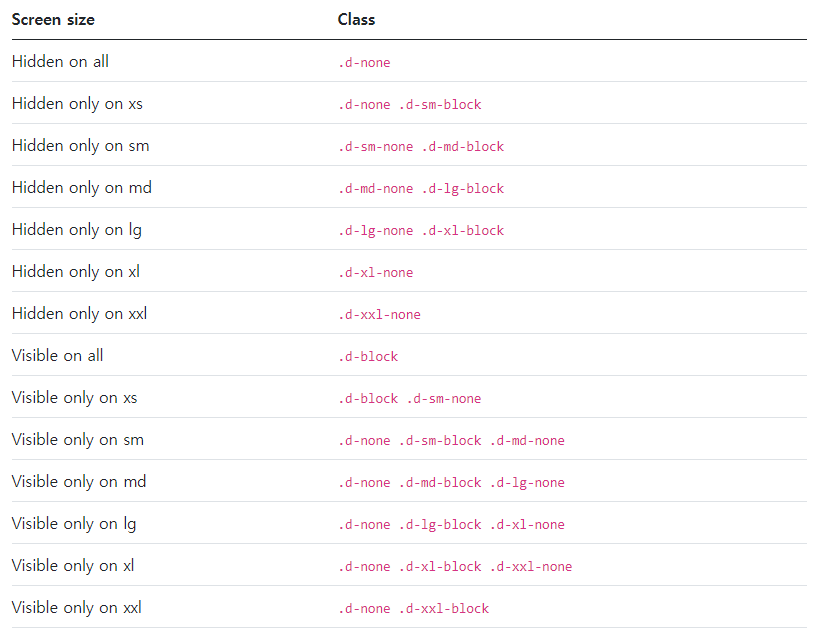 Screen size Class
Hidden on all .d-none
Hidden only on xs .d-none .d-sm-block
Hidden only on sm .d-sm-none .d-md-block
Hidden only on md .d-md-none .d-lg-block
Hidden only on lg .d-lg-none .d-xl-block
Hidden only on xl .d-xl-none
Hidden only on xxl .d-xxl-none
Visible on all .d-block
Visible only on xs .d-block .d-sm-none
Visible only on sm .d-none .d-sm-block .d-md-none
Visible only on md .d-none .d-md-block .d-lg-none
Visible only on lg .d-none .d-lg-block .d-xl-none
Visible only on xl .d-none .d-xl-block .d-xxl-none
Visible only on xxl .d-none .d-xxl-block